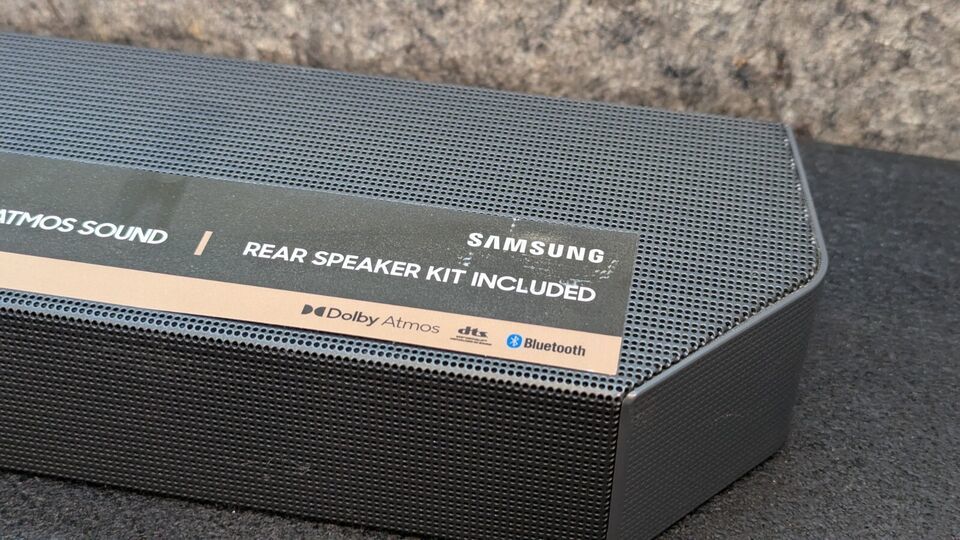 SAMSUNG
ATMOS SOUND | REAR SPEAKER KIT INCLUDED
Dolby Atmos dts Bluetooth